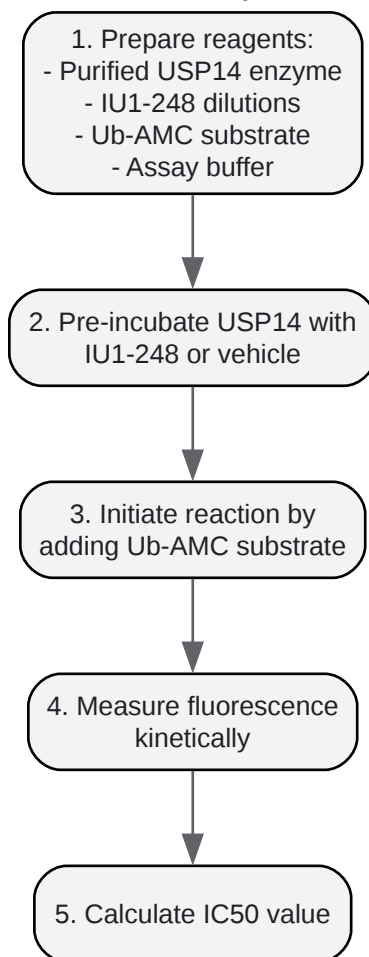 1. Prepare reagents:
- Purified USP14 enzyme
- IU1-248 dilutions
- Ub-AMC substrate
- Assay buffer
2. Pre-incubate USP14 with
IU1-248 or vehicle
3. Initiate reaction by
adding Ub-AMC substrate
4. Measure fluorescence
kinetically
5. Calculate IC50 value